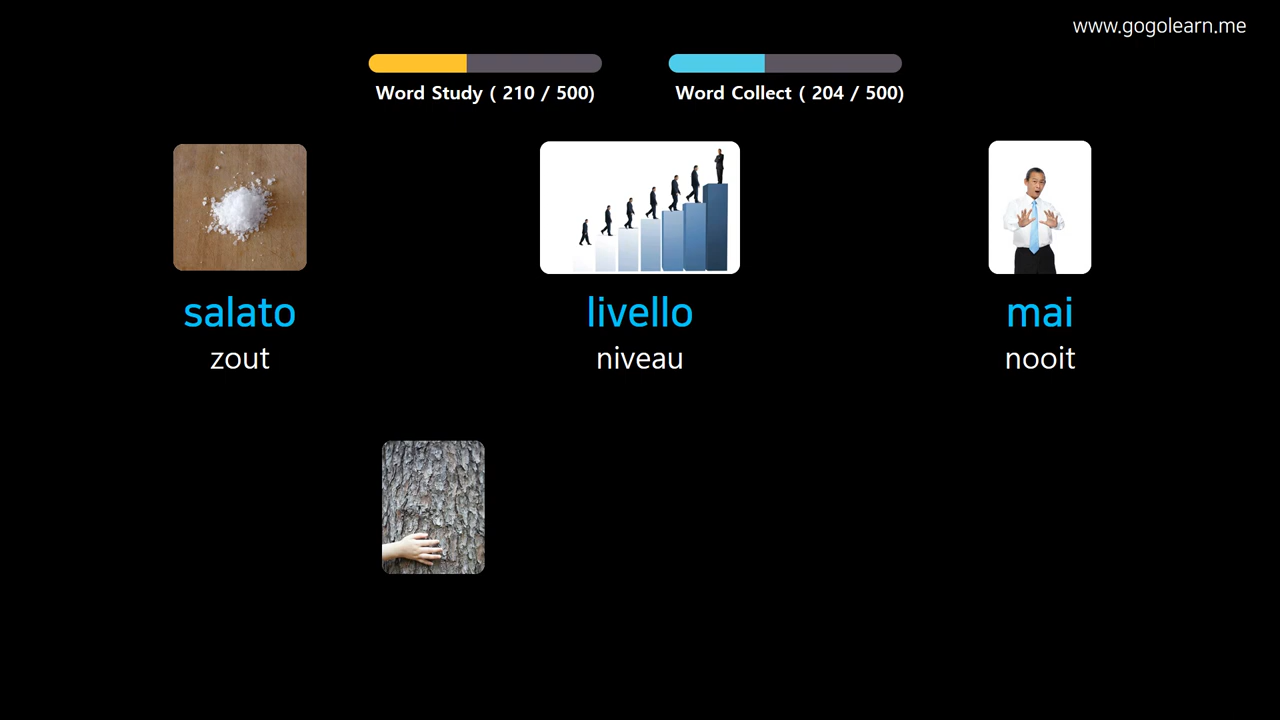 www.gogolearn.me
Word Study ( 210 / 500)
Word Collect ( 204 / 500)
salato
livello
mai
zout
niveau
nooit